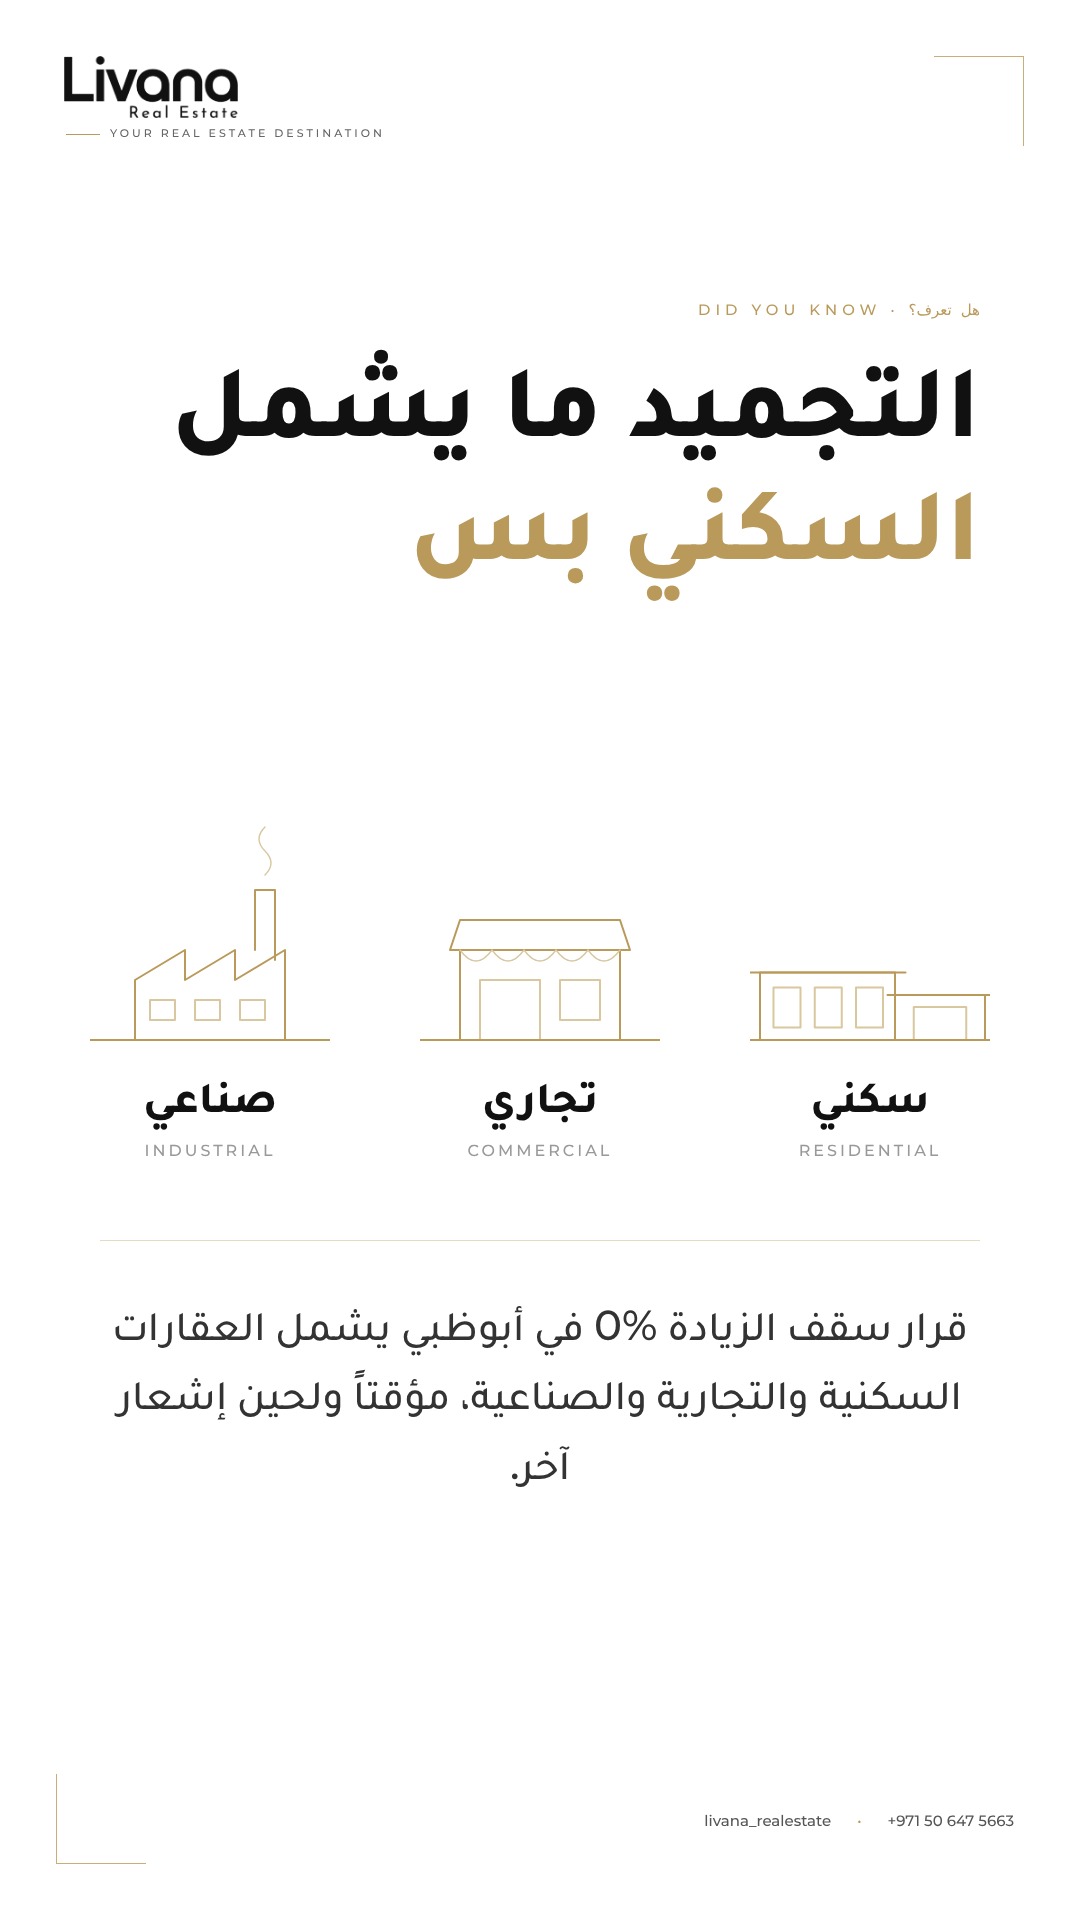 Livana
Real Estate
YOUR REAL ESTATE DESTINATION
هل تعرف؟ · DID YOU KNOW
التجميد ما يشمل
السكني بس
سكني
RESIDENTIAL
تجاري
COMMERCIAL
صناعي
INDUSTRIAL
قرار سقف الزيادة 0% في أبوظبي يشمل العقارات
السكنية والتجارية والصناعية، مؤقتاً ولحين إشعار
آخر.
livana_realestate · +971 50 647 5663